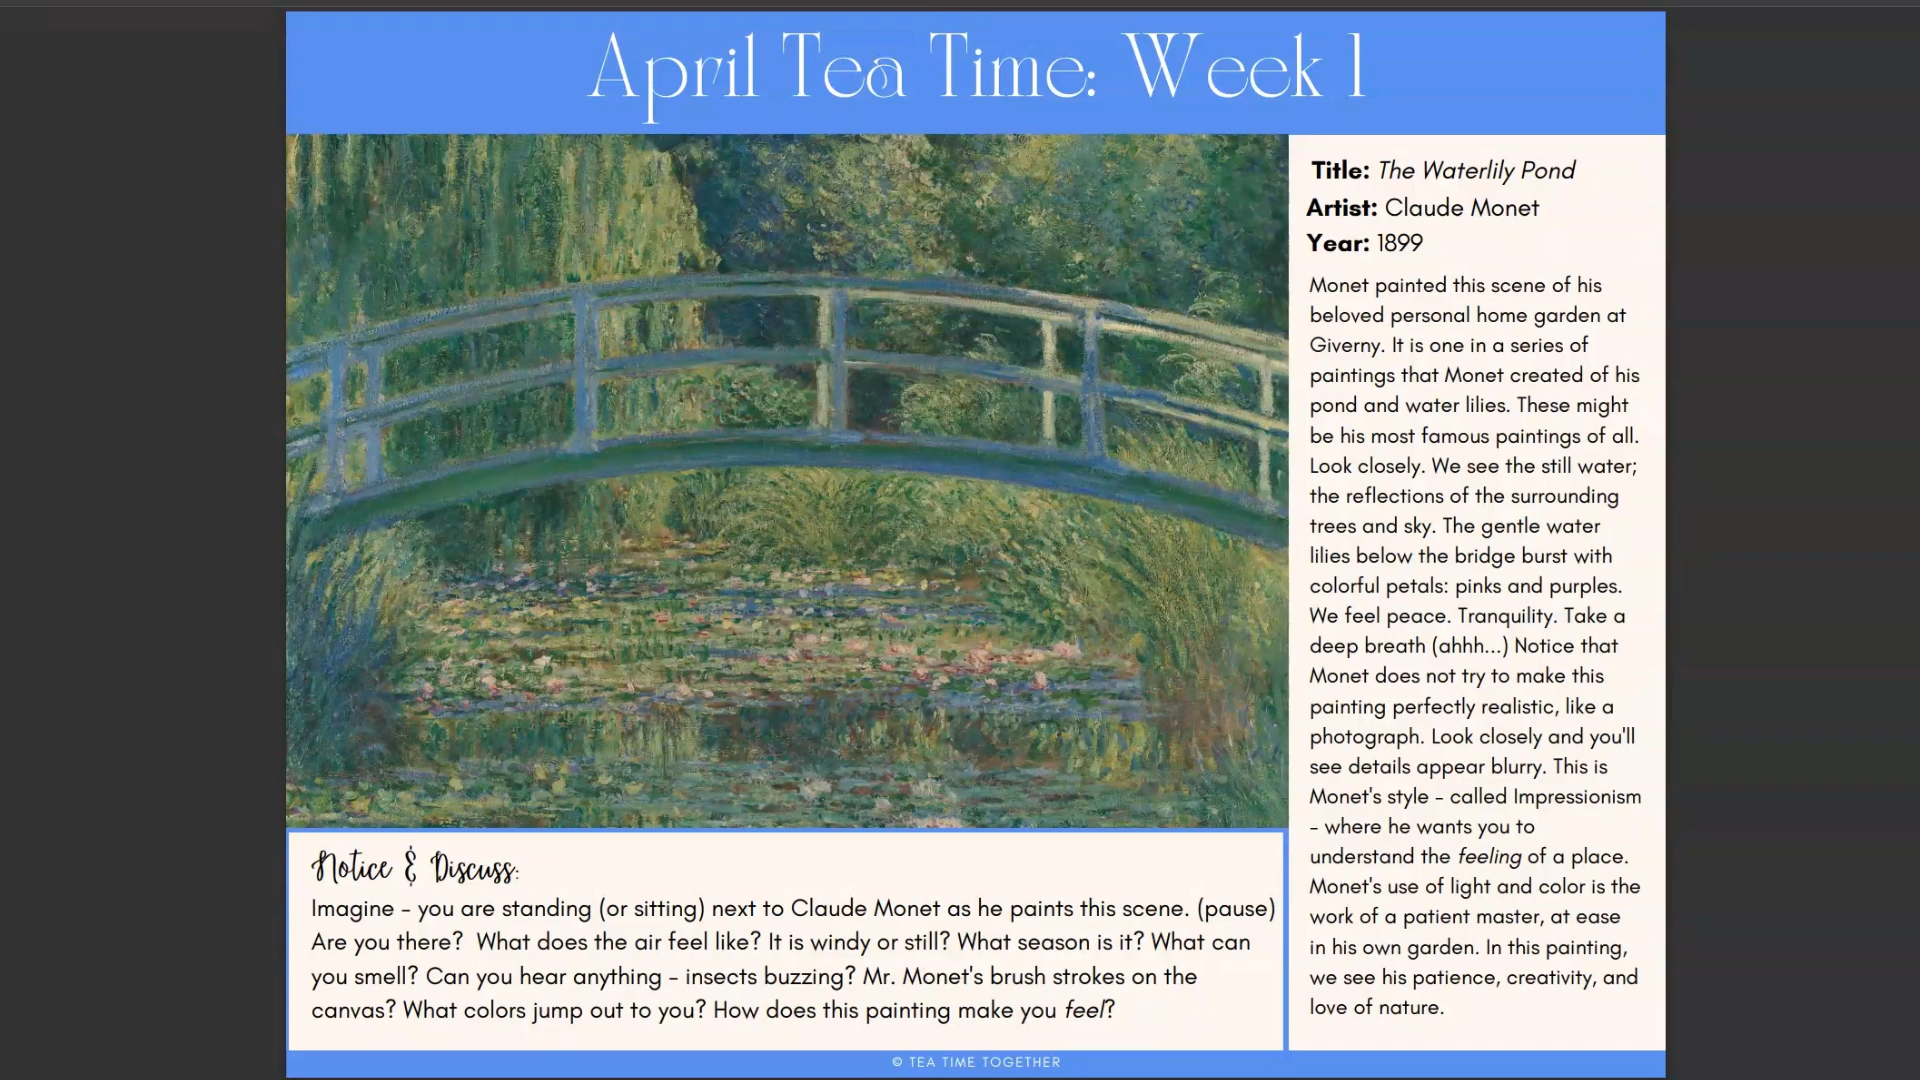 April Tea Time: Week 1
Title: The Waterlily Pond
Artist: Claude Monet
Year: 1899
Monet painted this scene of his
beloved personal home garden at
Giverny. It is one in a series of
paintings that Monet created of his
pond and water lilies. These might
be his most famous paintings of all.
Look closely. We see the still water;
the reflections of the surrounding
trees and sky. The gentle water
lilies below the bridge burst with
colorful petals: pinks and purples.
We feel peace. Tranquility. Take a
deep breath (ahhh...) Notice that
Monet does not try to make this
painting perfectly realistic, like a
photograph. Look closely and you'll
see details appear blurry. This is
Monet's style - called Impressionism
- where he wants you to
understand the feeling of a place.
Monet's use of light and color is the
work of a patient master, at ease
in his own garden. In this painting,
we see his patience, creativity, and
love of nature.
Notice & Discuss:
Imagine - you are standing (or sitting) next to Claude Monet as he paints this scene. (pause)
Are you there?  What does the air feel like? It is windy or still? What season is it? What can
you smell? Can you hear anything - insects buzzing? Mr. Monet's brush strokes on the
canvas? What colors jump out to you? How does this painting make you feel?
© TEA TIME TOGETHER